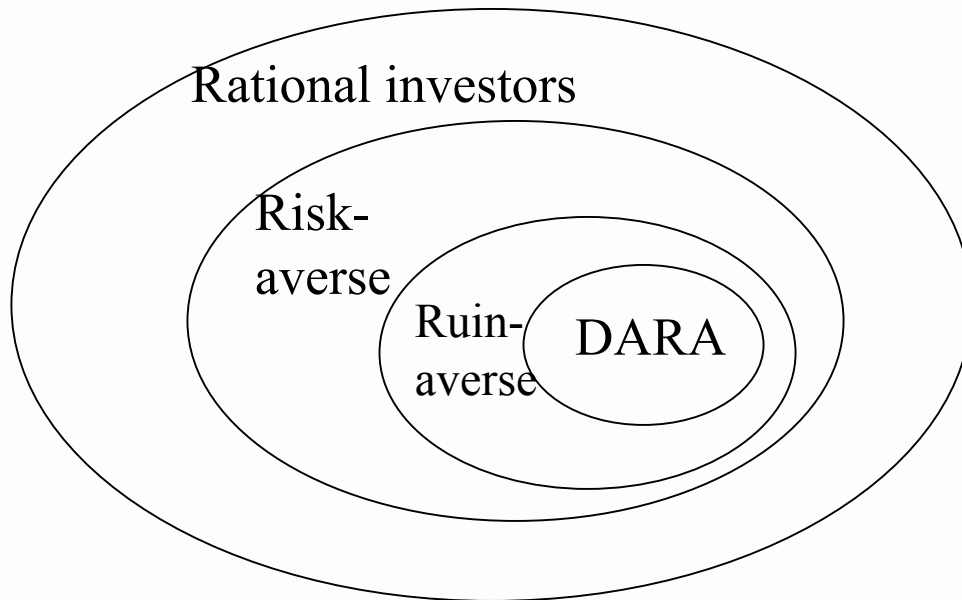 Rational investors
Risk-
averse
Ruin-
averse
DARA